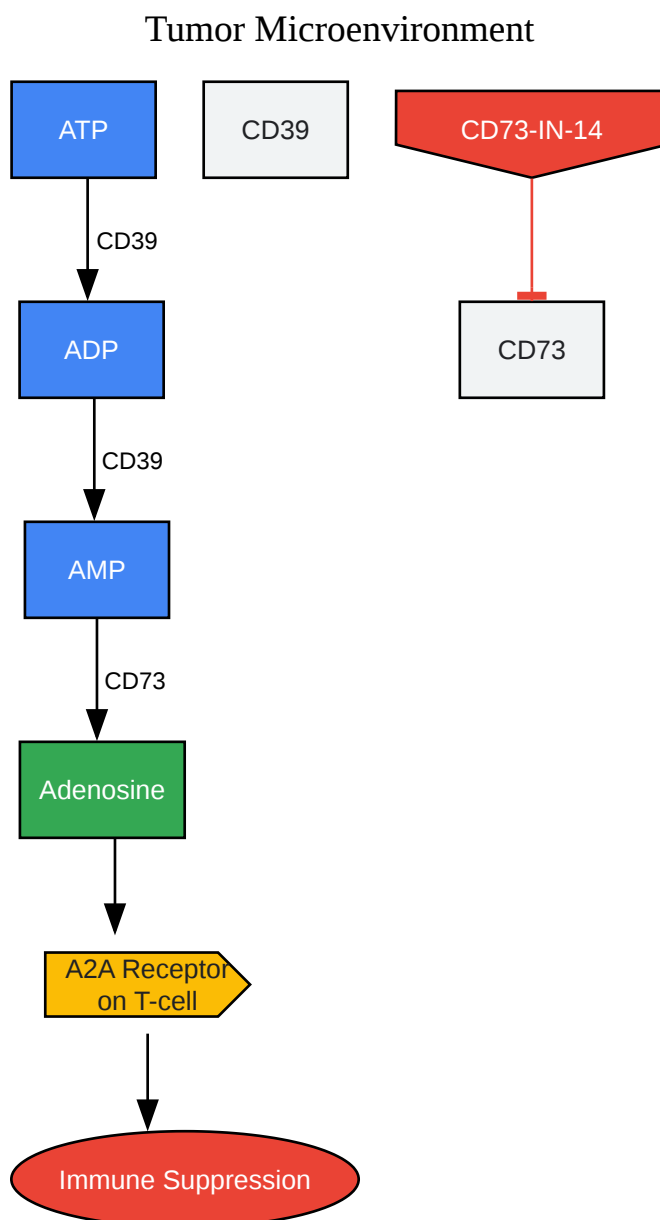 Tumor Microenvironment
ATP
CD39
CD73-IN-14
CD39
ADP
CD73
CD39
AMP
CD73
Adenosine
A2A Receptor
on T-cell
Immune Suppression